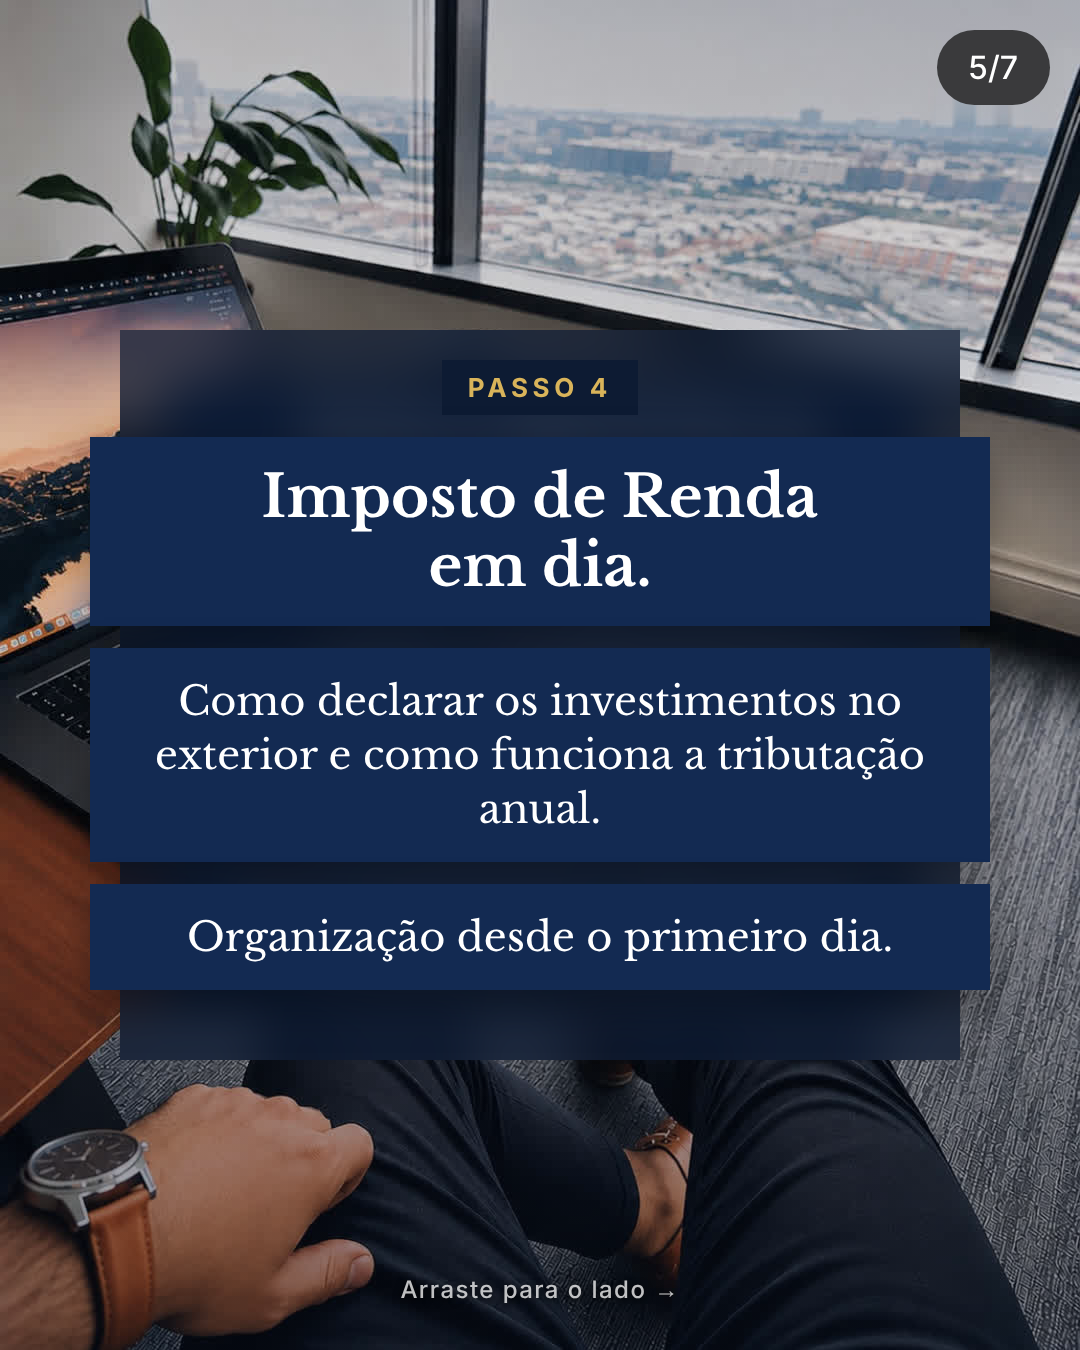 5/7
PASSO 4
Imposto de Renda
em dia.
Como declarar os investimentos no
exterior e como funciona a tributação
anual.
Organização desde o primeiro dia.
Arraste para o lado →